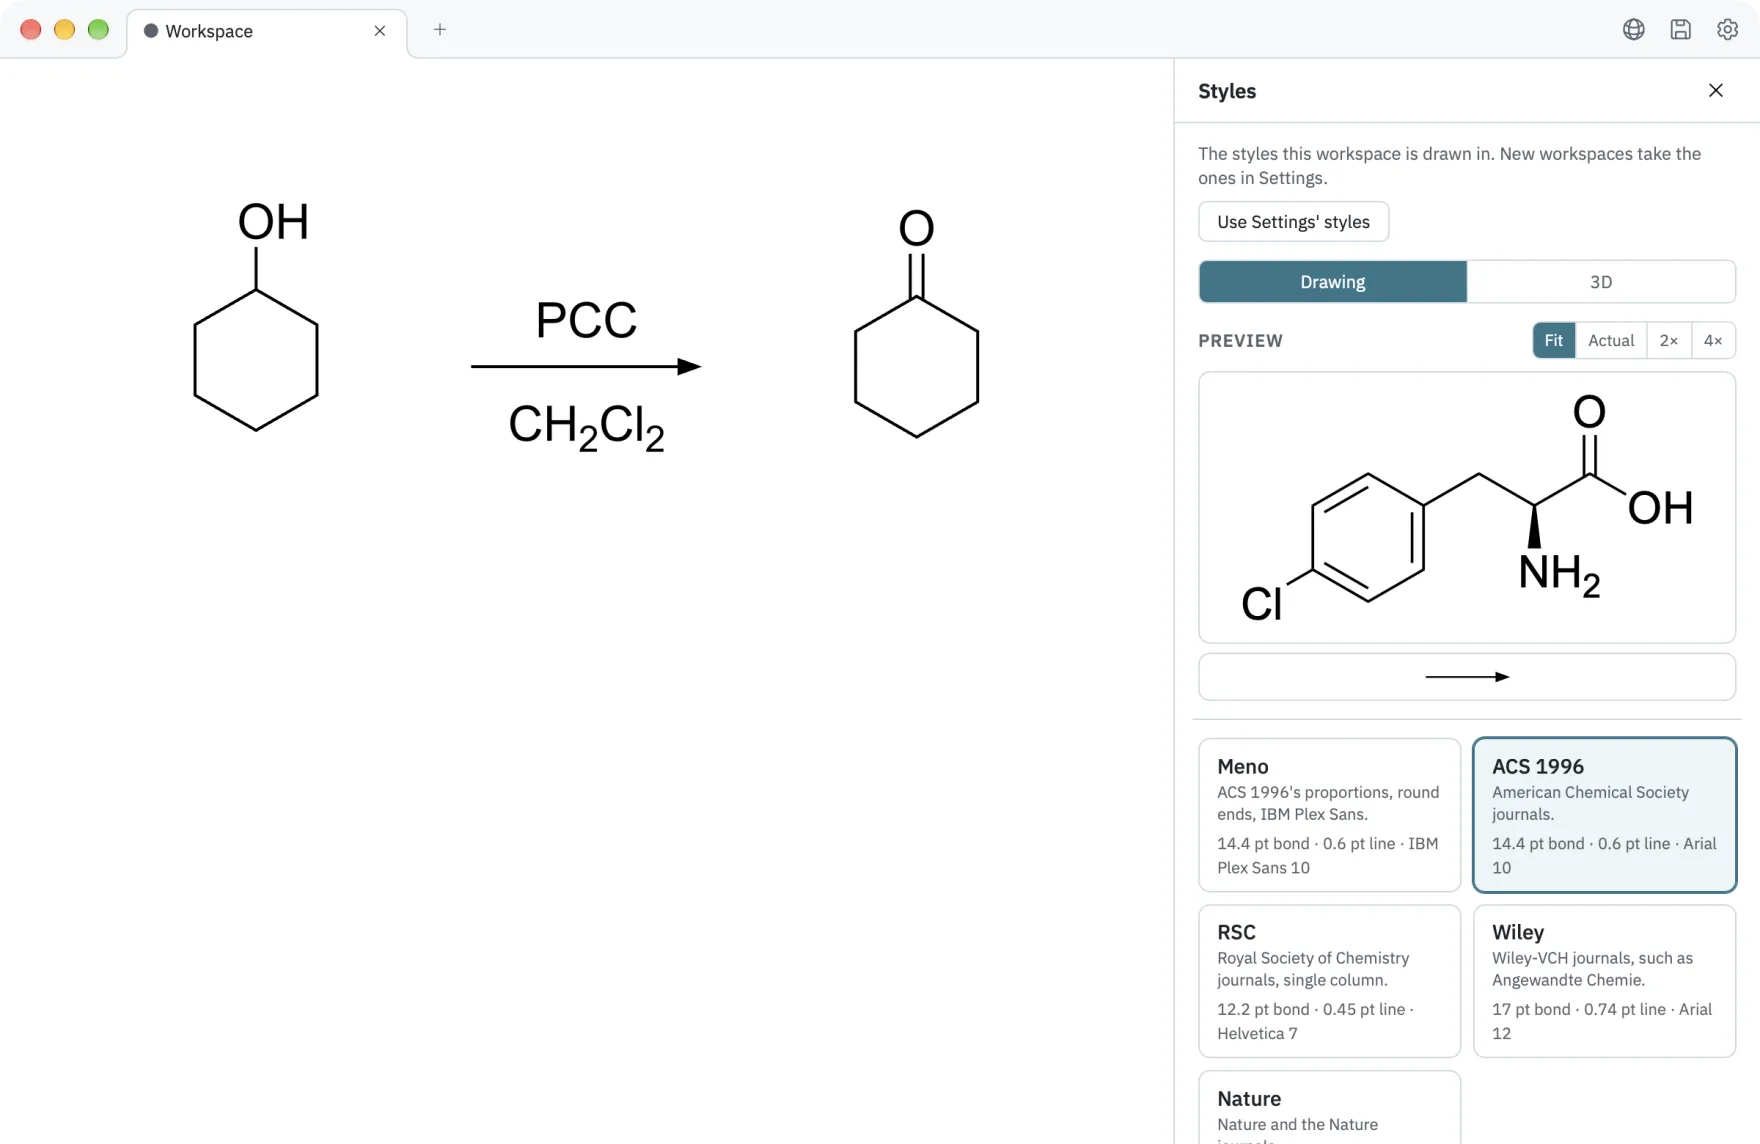 Workspace
OH
PCC
CH₂Cl₂
O
Styles
The styles this workspace is drawn in. New workspaces take the
ones in Settings.
Use Settings' styles
Drawing
3D
PREVIEW
Fit
Actual
2×
4×
O
OH
NH₂
Cl
Meno
ACS 1996's proportions, round
ends, IBM Plex Sans.
14.4 pt bond · 0.6 pt line · IBM
Plex Sans 10
ACS 1996
American Chemical Society
journals.
14.4 pt bond · 0.6 pt line · Arial
10
RSC
Royal Society of Chemistry
journals, single column.
12.2 pt bond · 0.45 pt line ·
Helvetica 7
Wiley
Wiley-VCH journals, such as
Angewandte Chemie.
17 pt bond · 0.74 pt line · Arial
12
Nature
Nature and the Nature